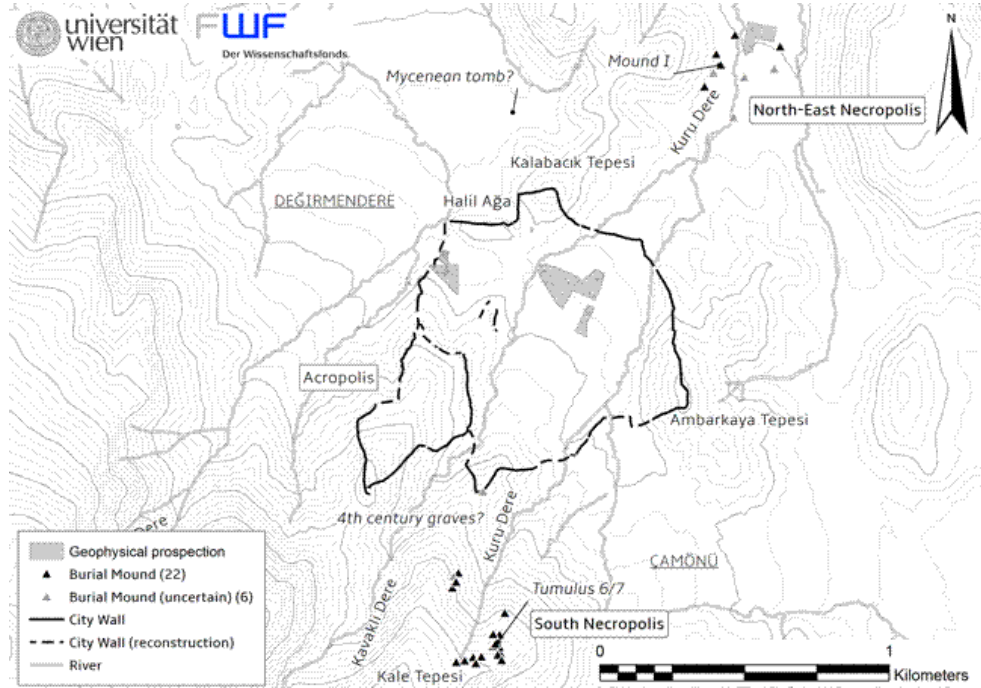 universität
wien
FWF
Der Wissenschaftsfonds.
N
Mycenean tomb?
Mound I
North-East Necropolis
Kuru Dere
Kalabacık Tepesi
DEĞIRMENDERE
Halil Ağa
Acropolis
Ambarkaya Tepesi
4th century graves?
Kuru Dere
Dere
ÇAMÖNÜ
Kavaklı Dere
Tumulus 6/7
South Necropolis
Kale Tepesi
Geophysical prospection
Burial Mound (22)
Burial Mound (uncertain) (6)
City Wall
City Wall (reconstruction)
River
0 1
Kilometers